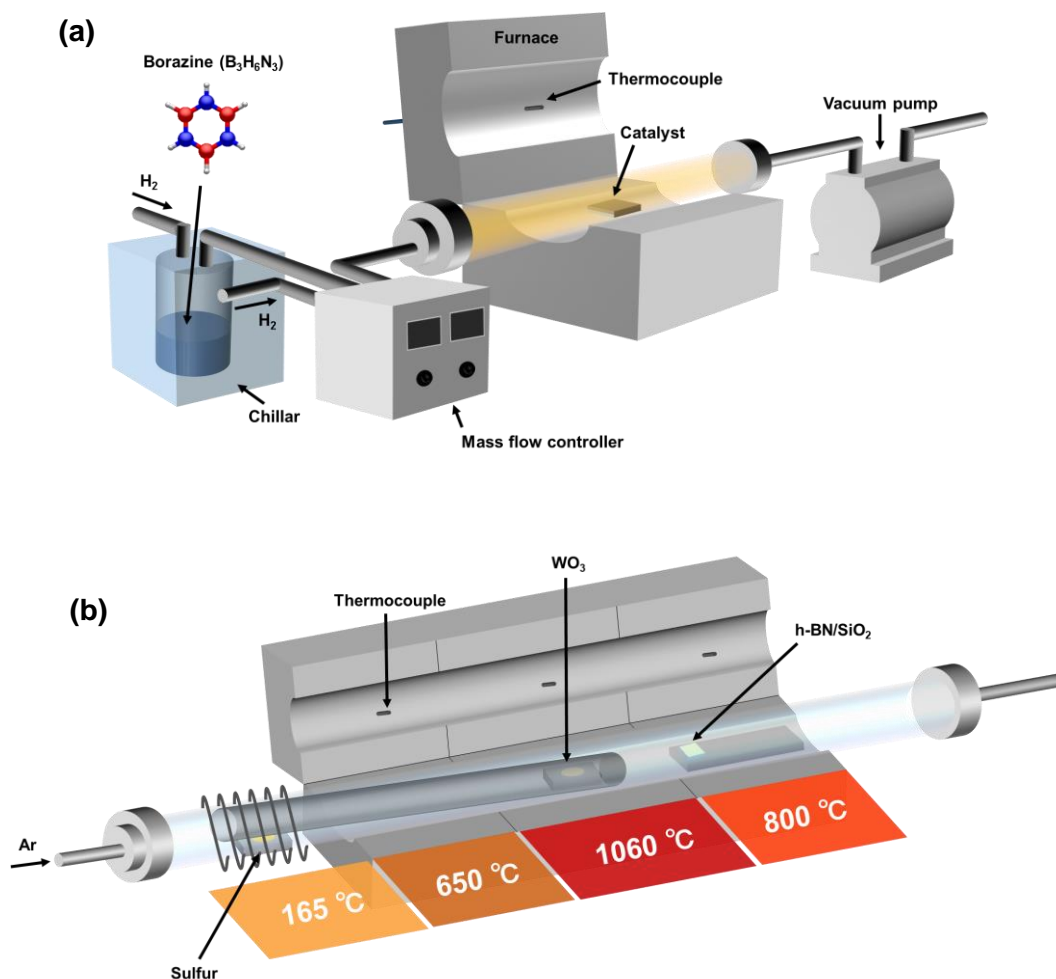 (a)
Furnace
Borazine (B₃H₆N₃)
Thermocouple
Vacuum pump
Catalyst
H₂
H₂
Chillar
Mass flow controller
WO₃
(b)
Thermocouple
h-BN/SiO₂
Ar
800 ℃
1060 ℃
650 ℃
165 ℃
Sulfur